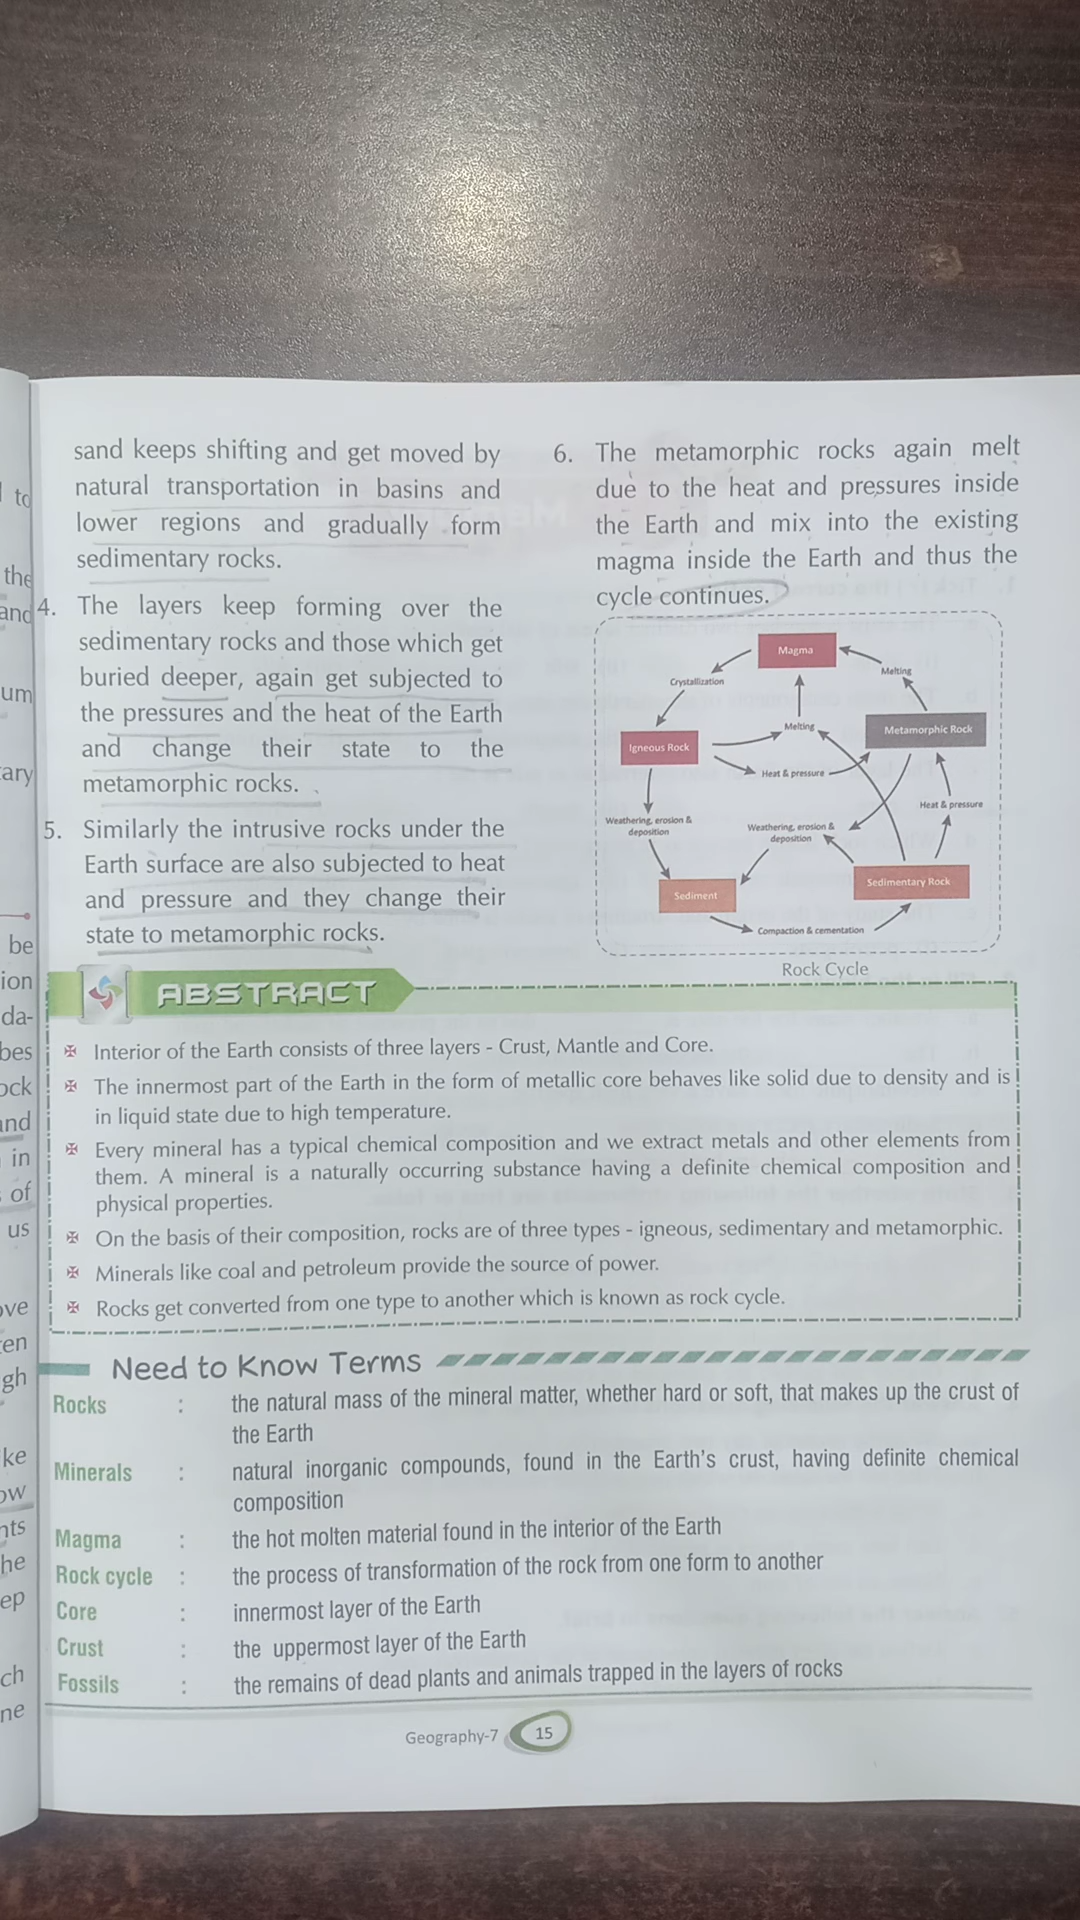 sand keeps shifting and get moved by
natural transportation in basins and
lower regions and gradually form
sedimentary rocks.
4. The layers keep forming over the
sedimentary rocks and those which get
buried deeper, again get subjected to
the pressures and the heat of the Earth
and change their state to the
metamorphic rocks.
5. Similarly the intrusive rocks under the
Earth surface are also subjected to heat
and pressure and they change their
state to metamorphic rocks.
6. The metamorphic rocks again melt
due to the heat and pressures inside
the Earth and mix into the existing
magma inside the Earth and thus the
cycle continues.
Magma
Crystallization
Melting
Melting
Metamorphic Rock
Igneous Rock
Heat & pressure
Heat & pressure
Weathering, erosion &
deposition
Weathering, erosion &
deposition
Sediment
Sedimentary Rock
Compaction & cementation
Rock Cycle
ABSTRACT
Interior of the Earth consists of three layers - Crust, Mantle and Core.
The innermost part of the Earth in the form of metallic core behaves like solid due to density and is
in liquid state due to high temperature.
Every mineral has a typical chemical composition and we extract metals and other elements from
them. A mineral is a naturally occurring substance having a definite chemical composition and
physical properties.
On the basis of their composition, rocks are of three types - igneous, sedimentary and metamorphic.
Minerals like coal and petroleum provide the source of power.
Rocks get converted from one type to another which is known as rock cycle.
Need to Know Terms
Rocks : the natural mass of the mineral matter, whether hard or soft, that makes up the crust of
the Earth
Minerals : natural inorganic compounds, found in the Earth's crust, having definite chemical
composition
Magma : the hot molten material found in the interior of the Earth
Rock cycle : the process of transformation of the rock from one form to another
Core : innermost layer of the Earth
Crust : the uppermost layer of the Earth
Fossils : the remains of dead plants and animals trapped in the layers of rocks
Geography-7 15